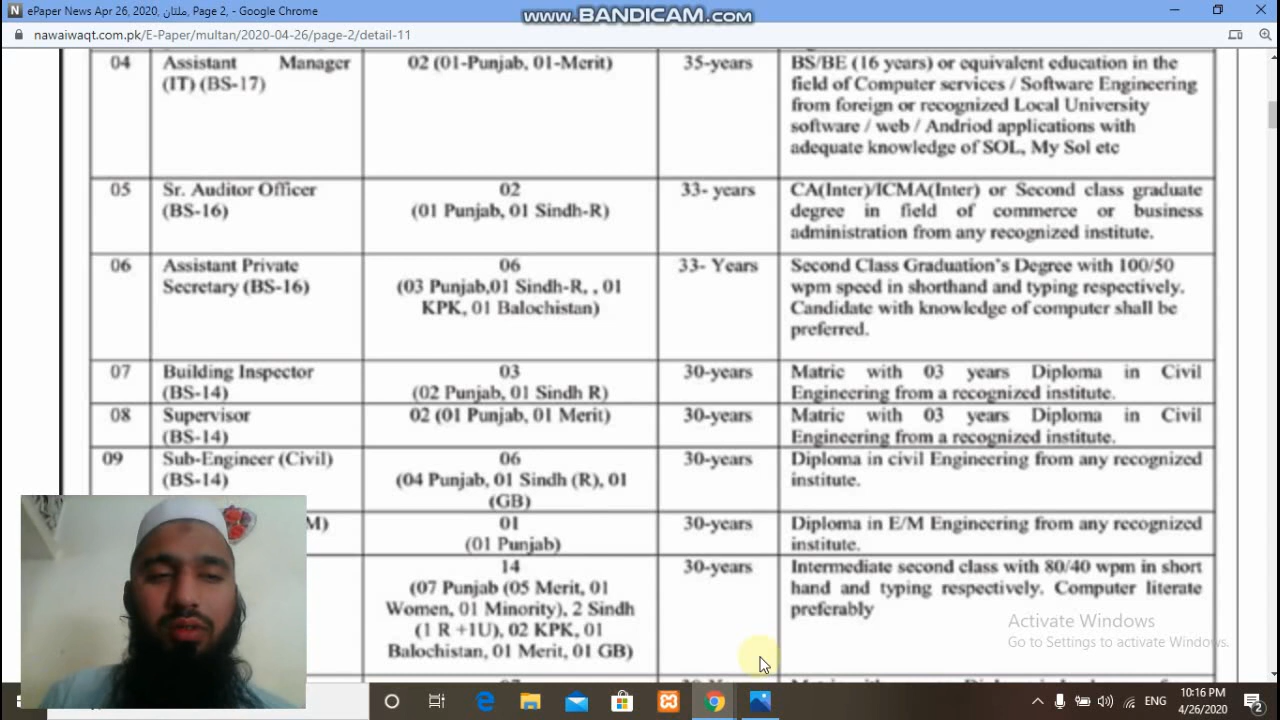 ePaper News Apr 26, 2020, ملتان, Page 2, - Google Chrome
www.BANDICAM.com
nawaiwaqt.com.pk/E-Paper/multan/2020-04-26/page-2/detail-11
04 Assistant Manager 02 (01-Punjab, 01-Merit) 35-years BS/BE (16 years) or equivalent education in the
(IT) (BS-17) field of Computer services / Software Engineering
from foreign or recognized Local University
software / web / Andriod applications with
adequate knowledge of SOL, My Sol etc
05 Sr. Auditor Officer 02 33- years CA(Inter)/ICMA(Inter) or Second class graduate
(BS-16) (01 Punjab, 01 Sindh-R) degree in field of commerce or business
administration from any recognized institute.
06 Assistant Private 06 33- Years Second Class Graduation's Degree with 100/50
Secretary (BS-16) (03 Punjab,01 Sindh-R, , 01 wpm speed in shorthand and typing respectively.
KPK, 01 Balochistan) Candidate with knowledge of computer shall be
preferred.
07 Building Inspector 03 30-years Matric with 03 years Diploma in Civil
(BS-14) (02 Punjab, 01 Sindh R) Engineering from a recognized institute.
08 Supervisor 02 (01 Punjab, 01 Merit) 30-years Matric with 03 years Diploma in Civil
(BS-14) Engineering from a recognized institute.
09 Sub-Engineer (Civil) 06 30-years Diploma in civil Engineering from any recognized
(BS-14) (04 Punjab, 01 Sindh (R), 01 institute.
(GB)
M) 01 30-years Diploma in E/M Engineering from any recognized
(01 Punjab) institute.
14 30-years Intermediate second class with 80/40 wpm in short
(07 Punjab (05 Merit, 01 hand and typing respectively. Computer literate
Women, 01 Minority), 2 Sindh preferably
(1 R +1U), 02 KPK, 01
Balochistan, 01 Merit, 01 GB)
Activate Windows
Go to Settings to activate Windows.
ENG
10:16 PM
4/26/2020
2